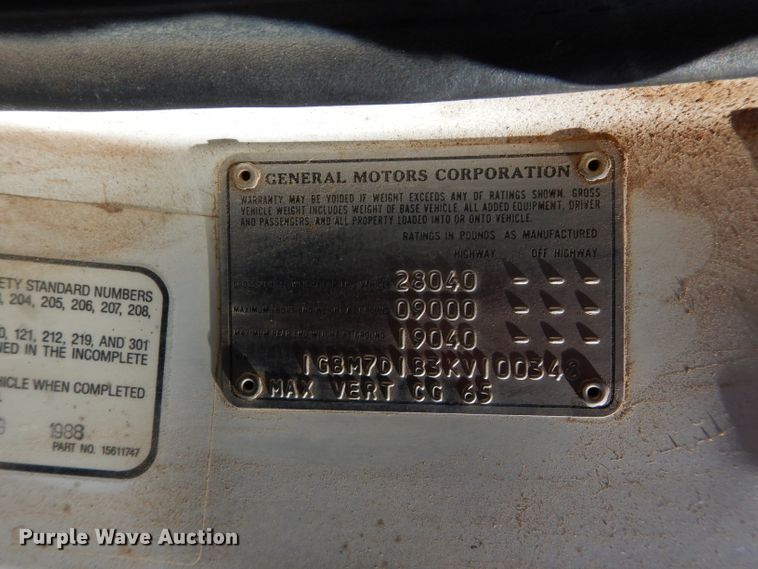 GENERAL MOTORS CORPORATION
WARRANTY MAY BE VOIDED IF WEIGHT EXCEEDS ANY OF RATINGS SHOWN. GROSS
VEHICLE WEIGHT INCLUDES WEIGHT OF BASE VEHICLE, ALL ADDED EQUIPMENT, DRIVER
AND PASSENGERS, AND ALL PROPERTY LOADED INTO OR ONTO VEHICLE.
RATINGS IN POUNDS AS MANUFACTURED
HIGHWAY OFF HIGHWAY
28040 - - -
09000 - - -
19040 - - -
1GBM7D1B3KV100348
MAX VERT CG 65
ETY STANDARD NUMBERS
, 204, 205, 206, 207, 208,
0, 121, 212, 219, AND 301
NED IN THE INCOMPLETE
HICLE WHEN COMPLETED
1988
PART NO. 15611747
Purple Wave Auction